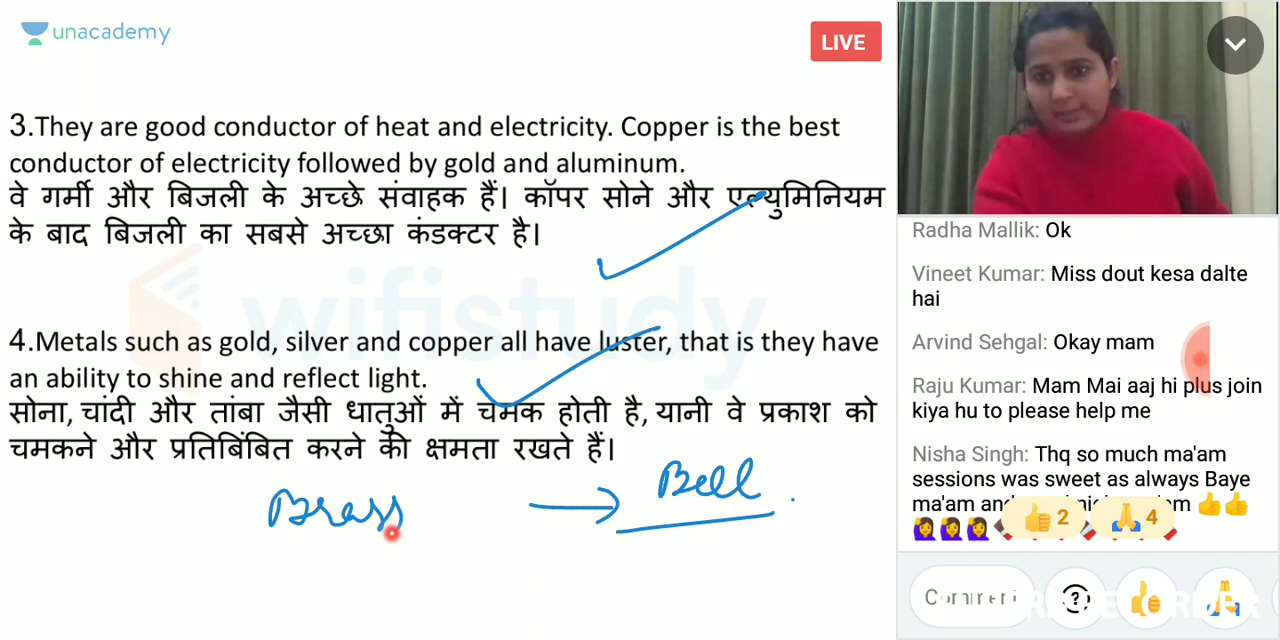 unacademy
LIVE
3.They are good conductor of heat and electricity. Copper is the best
conductor of electricity followed by gold and aluminum.
वे गर्मी और बिजली के अच्छे संवाहक हैं। कॉपर सोने और एल्युमिनियम
के बाद बिजली का सबसे अच्छा कंडक्टर है।
wifistudy
4.Metals such as gold, silver and copper all have luster, that is they have
an ability to shine and reflect light.
सोना, चांदी और तांबा जैसी धातुओं में चमक होती है, यानी वे प्रकाश को
चमकने और प्रतिबिंबित करने की क्षमता रखते हैं।
Brass → Bell
Radha Mallik: Ok
Vineet Kumar: Miss dout kesa dalte
hai
Arvind Sehgal: Okay mam
Raju Kumar: Mam Mai aaj hi plus join
kiya hu to please help me
Nisha Singh: Thq so much ma'am
sessions was sweet as always Baye
ma'am
2
4
Comment